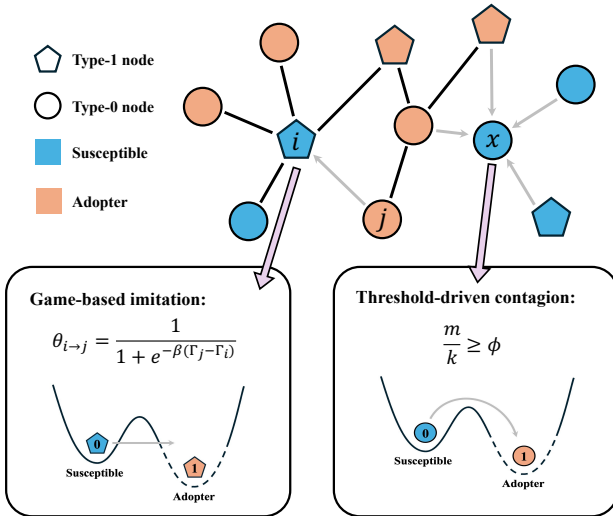 Type-1 node
Type-0 node
Susceptible
Adopter
i
j
x
Game-based imitation:
θ_{i→j} = 1 / (1 + e^{−β(Γ_j−Γ_i)})
0
1
Susceptible
Adopter
Threshold-driven contagion:
m/k ≥ ϕ
0
1
Susceptible
Adopter